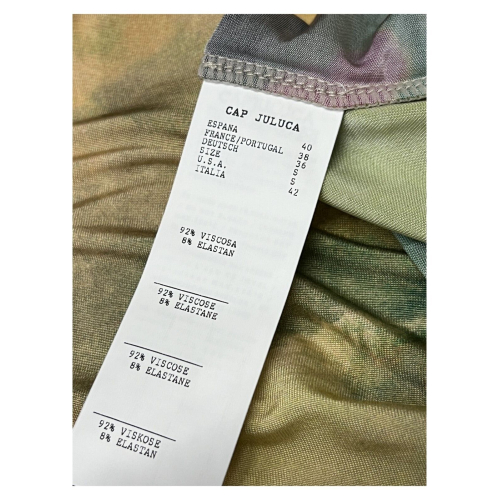 CAP JULUCA
ESPANA 40
FRANCE/PORTUGAL 38
DEUTSCH 36
SIZE S
U.S.A. S
ITALIA 42
92% VISCOSA
8% ELASTAN
92% VISCOSE
8% ELASTANE
92% VISCOSE
8% ELASTANE
92% VISKOSE
8% ELASTAN